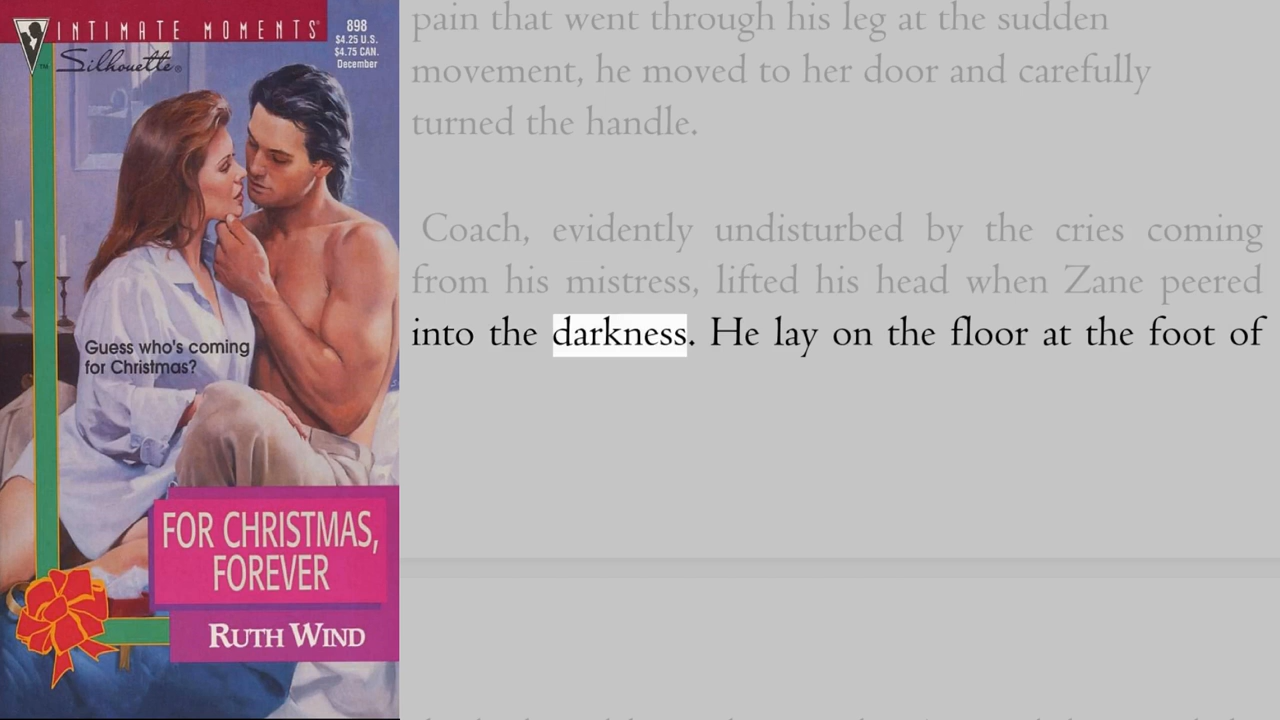 INTIMATE MOMENTS®
898
$4.25 U.S.
$4.75 CAN.
December
™
Silhouette®
Guess who's coming
for Christmas?
FOR CHRISTMAS,
FOREVER
RUTH WIND
pain that went through his leg at the sudden
movement, he moved to her door and carefully
turned the handle.
Coach, evidently undisturbed by the cries coming
from his mistress, lifted his head when Zane peered
into the darkness. He lay on the floor at the foot of